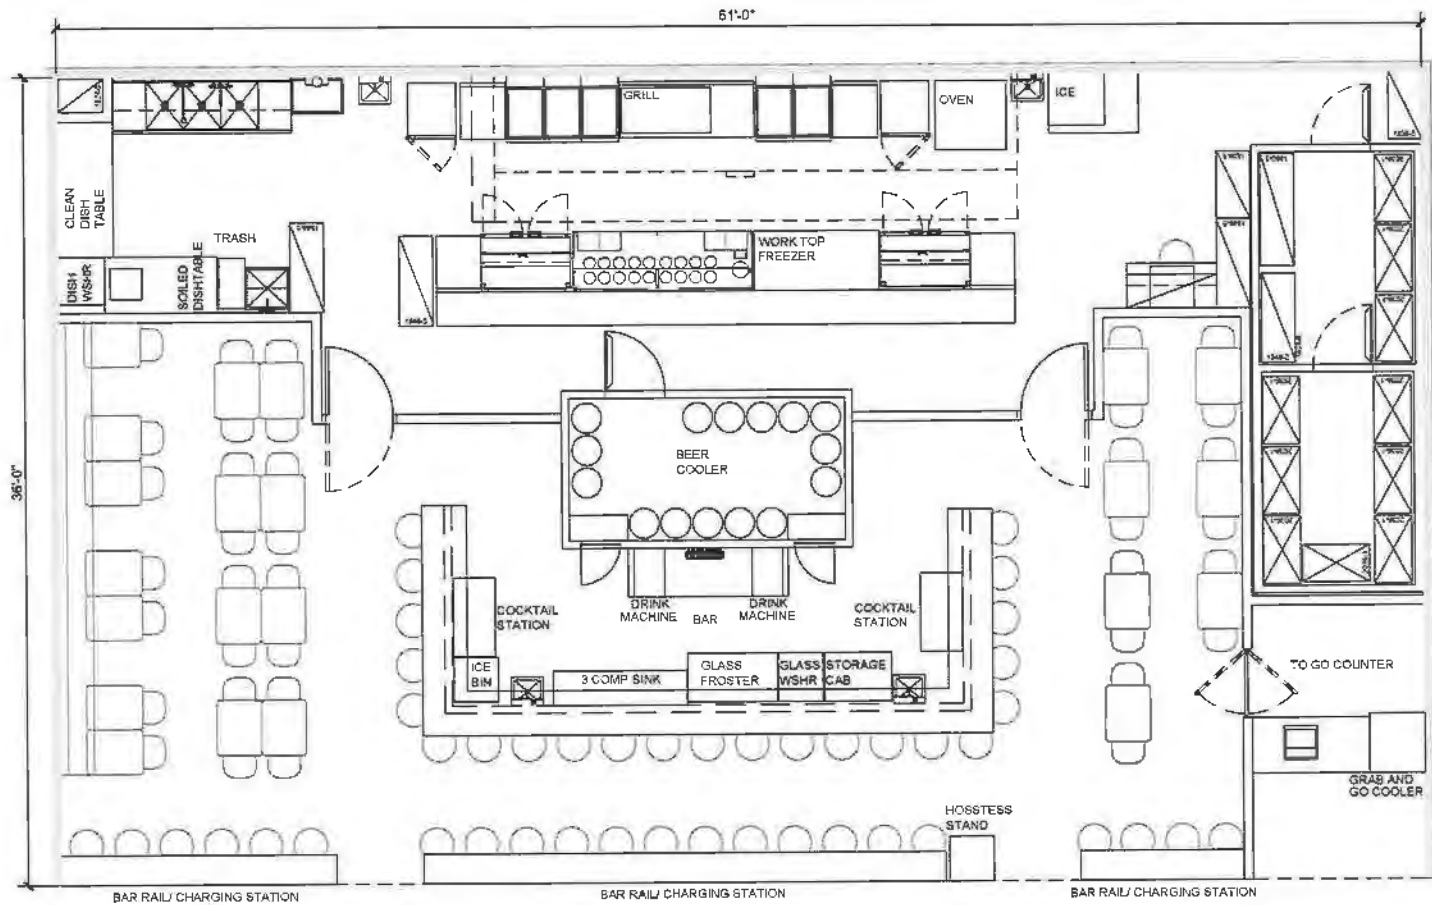 61'-0"
36'-0"
GRILL
OVEN
ICE
CLEAN
DISH
TABLE
TRASH
DISH
WSHR
SOILED
DISHTABLE
WORK TOP
FREEZER
BEER
COOLER
DRINK
MACHINE
BAR
DRINK
MACHINE
COCKTAIL
STATION
COCKTAIL
STATION
ICE
BIN
3 COMP SINK
GLASS
FROSTER
GLASS
WSHR
STORAGE
CAB
TO GO COUNTER
GRAB AND
GO COOLER
HOSSTESS
STAND
BAR RAIL/ CHARGING STATION
BAR RAIL/ CHARGING STATION
BAR RAIL/ CHARGING STATION